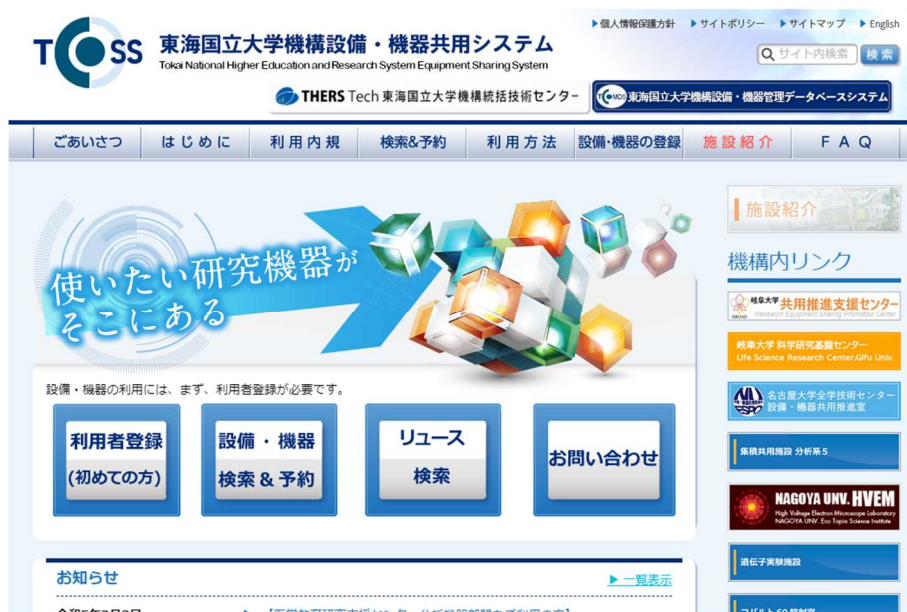 個人情報保護方針 サイトポリシー サイトマップ English
TCOSS
東海国立大学機構設備・機器共用システム
Tokai National Higher Education and Research System Equipment Sharing System
サイト内検索 検索
THERS Tech 東海国立大学機構統括技術センター
東海国立大学機構設備・機器管理データベースシステム
ごあいさつ はじめに 利用内規 検索&予約 利用方法 設備・機器の登録 施設紹介 FAQ
使いたい研究機器が
そこにある
設備・機器の利用には、まず、利用者登録が必要です。
利用者登録
(初めての方)
設備・機器
検索&予約
リュース
検索
お問い合わせ
お知らせ
▶ 一覧表示
施設紹介
機構内リンク
岐阜大学 共用推進支援センター
Research Equipment Sharing Promotion Center
岐阜大学 科学研究基盤センター
Life Science Research Center.Gifu Univ.
名古屋大学全学技術センター
設備・機器共用推進室
集積共用施設 分析系5
NAGOYA UNIV. HVEM
High Voltage Electron Microscope Laboratory
NAGOYA UNIV. Eco Topia Science Institute
遺伝子実験施設